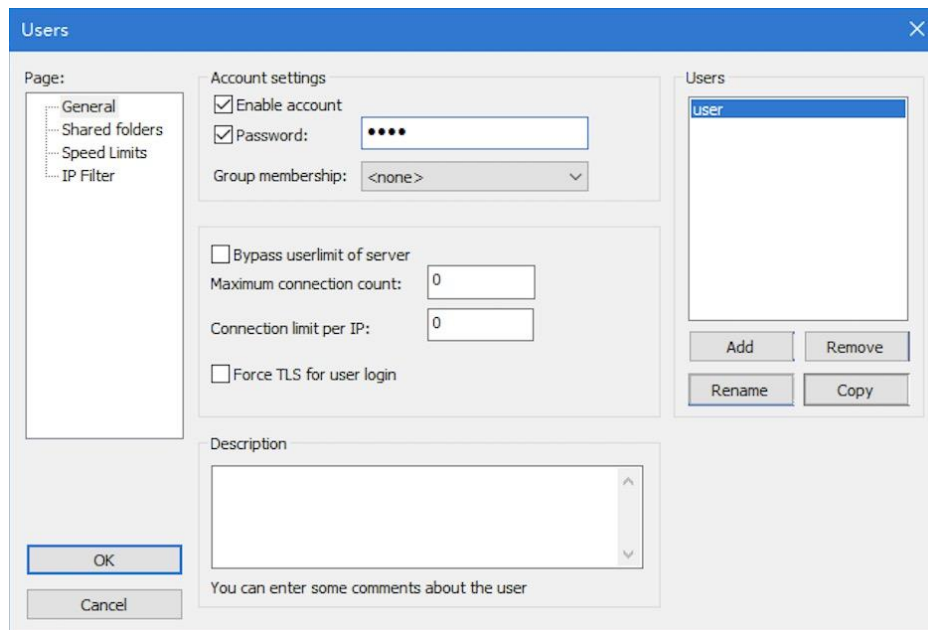 Users
Page:
General
Shared folders
Speed Limits
IP Filter
OK
Cancel
Account settings
Enable account
Password: ••••
Group membership: <none>
Bypass userlimit of server
Maximum connection count: 0
Connection limit per IP: 0
Force TLS for user login
Description
You can enter some comments about the user
Users
user
Add Remove
Rename Copy